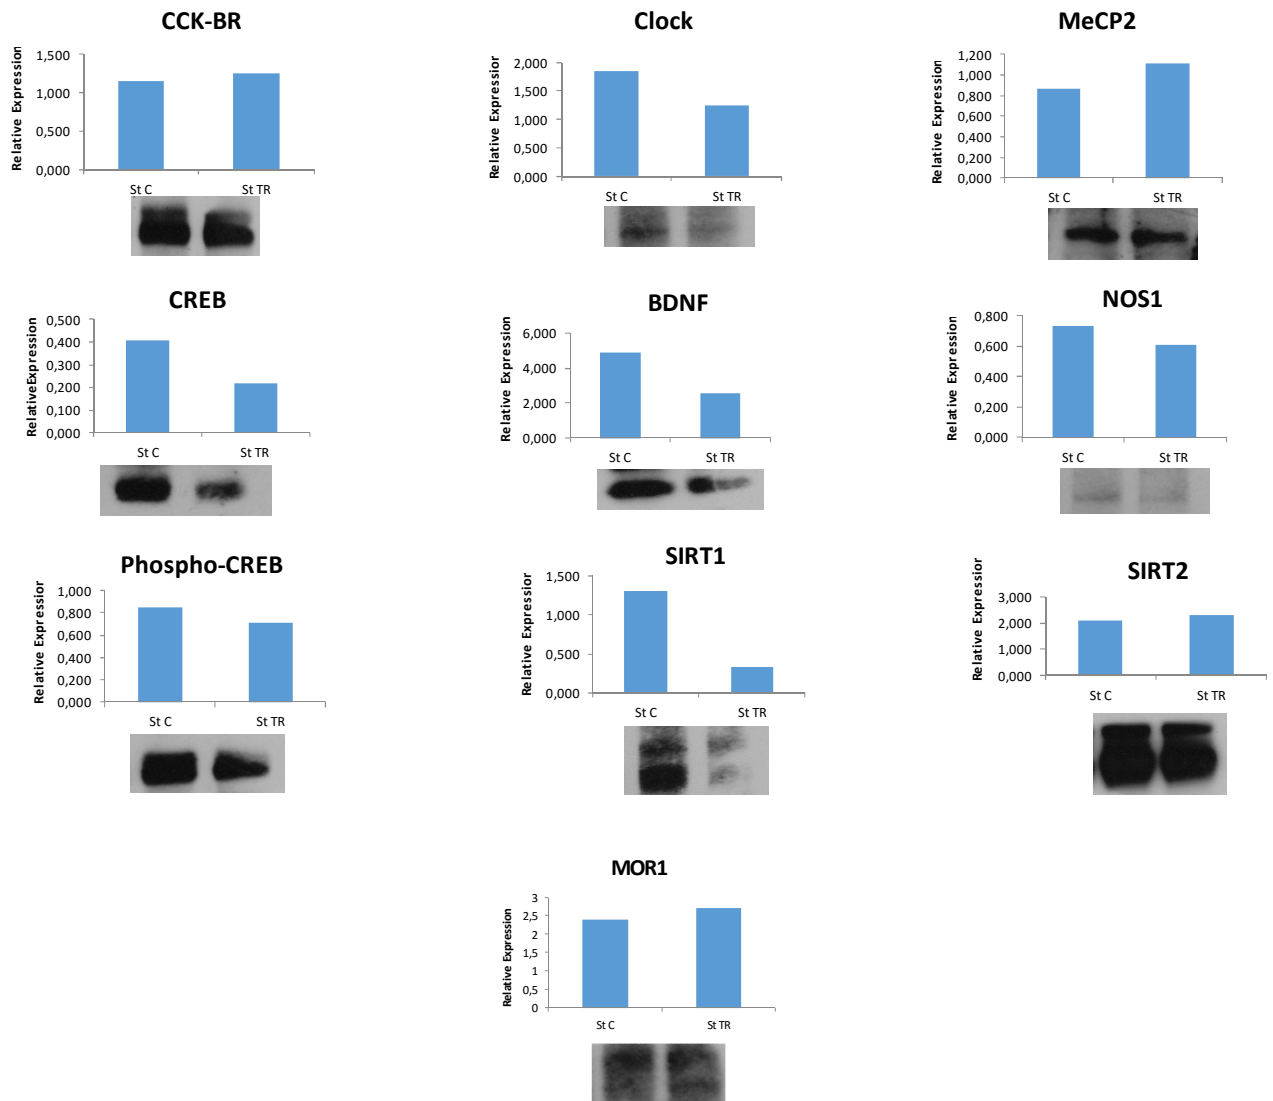 CCK-BR
Relative Expression
1,500
1,000
0,500
0,000
St C St TR
Clock
Relative Expressior
2,000
1,500
1,000
0,500
0,000
St C St TR
MeCP2
Relative Expression
1,200
1,000
0,800
0,600
0,400
0,200
0,000
St C St TR
CREB
RelativeExpression
0,500
0,400
0,300
0,200
0,100
0,000
St C St TR
BDNF
Relative Expression
6,000
4,000
2,000
0,000
St C St TR
NOS1
Relative Expression
0,800
0,600
0,400
0,200
0,000
St C St TR
Phospho-CREB
Relative Expression
1,000
0,800
0,600
0,400
0,200
0,000
St C St TR
SIRT1
Relative Expressior
1,500
1,000
0,500
0,000
St C St TR
SIRT2
Relative Expressior
3,000
2,000
1,000
0,000
St C St TR
MOR1
Relative Expression
3
2,5
2
1,5
1
0,5
0
St C St TR